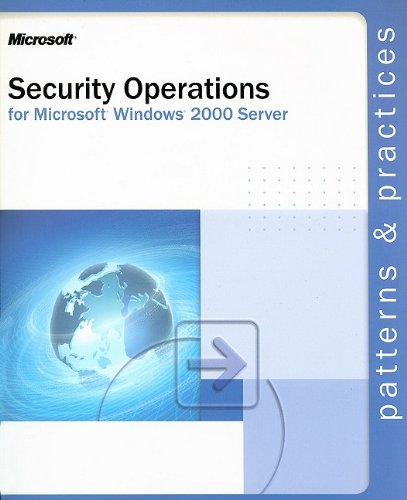 Microsoft®
Security Operations
for Microsoft® Windows® 2000 Server
patterns & practices